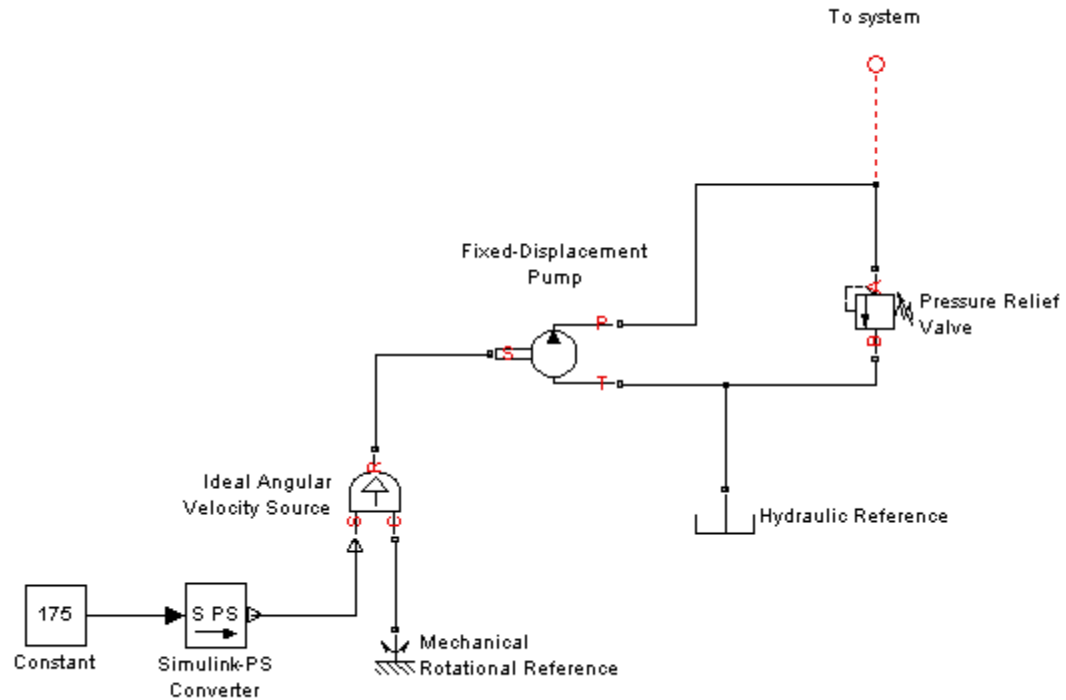 To system
Fixed-Displacement
Pump
A
Pressure Relief
Valve
P
S
B
T
R
Ideal Angular
Velocity Source
S
C
Hydraulic Reference
175
S PS
Constant
Simulink-PS
Converter
Mechanical
Rotational Reference